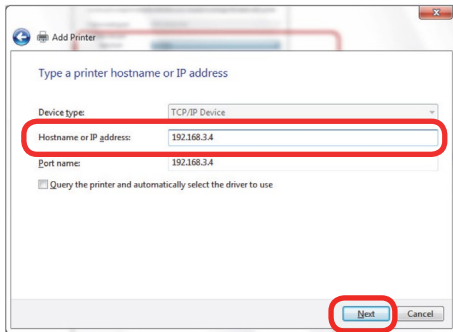 Add Printer
Type a printer hostname or IP address
Device type: TCP/IP Device
Hostname or IP address: 192.168.3.4
Port name: 192.168.3.4
Query the printer and automatically select the driver to use
Next Cancel